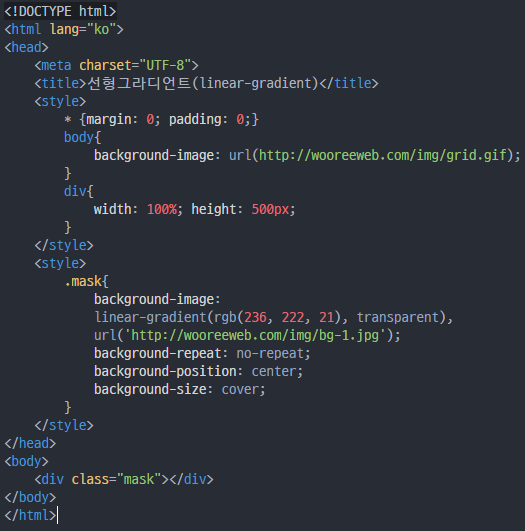 <!DOCTYPE html>
<html lang="ko">
<head>
    <meta charset="UTF-8">
    <title>선형그라디언트(linear-gradient)</title>
    <style>
        * {margin: 0; padding: 0;}
        body{
            background-image: url(http://wooreeweb.com/img/grid.gif);
        }
        div{
            width: 100%; height: 500px;
        }
    </style>
    <style>
        .mask{
            background-image:
            linear-gradient(rgb(236, 222, 21), transparent),
            url('http://wooreeweb.com/img/bg-1.jpg');
            background-repeat: no-repeat;
            background-position: center;
            background-size: cover;
        }
    </style>
</head>
<body>
    <div class="mask"></div>
</body>
</html>